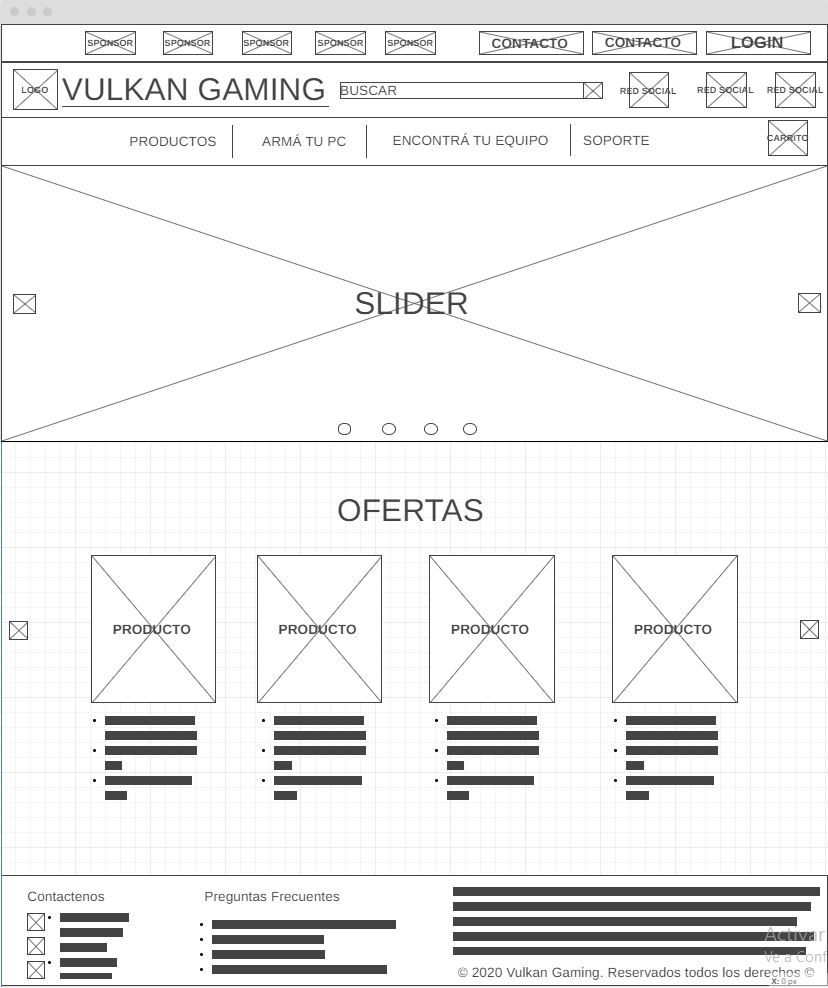 SPONSOR SPONSOR SPONSOR SPONSOR SPONSOR CONTACTO CONTACTO LOGIN
LOGO VULKAN GAMING BUSCAR RED SOCIAL RED SOCIAL RED SOCIAL
PRODUCTOS ARMÁ TU PC ENCONTRÁ TU EQUIPO SOPORTE CARRITO
SLIDER
OFERTAS
PRODUCTO PRODUCTO PRODUCTO PRODUCTO
Contactenos Preguntas Frecuentes
Activar
Ve a Conf
© 2020 Vulkan Gaming. Reservados todos los derechos ©
X: 0 px